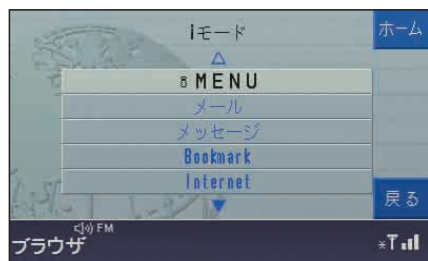 iモード
ホーム
MENU
メール
メッセージ
Bookmark
Internet
戻る
FM
ブラウザ